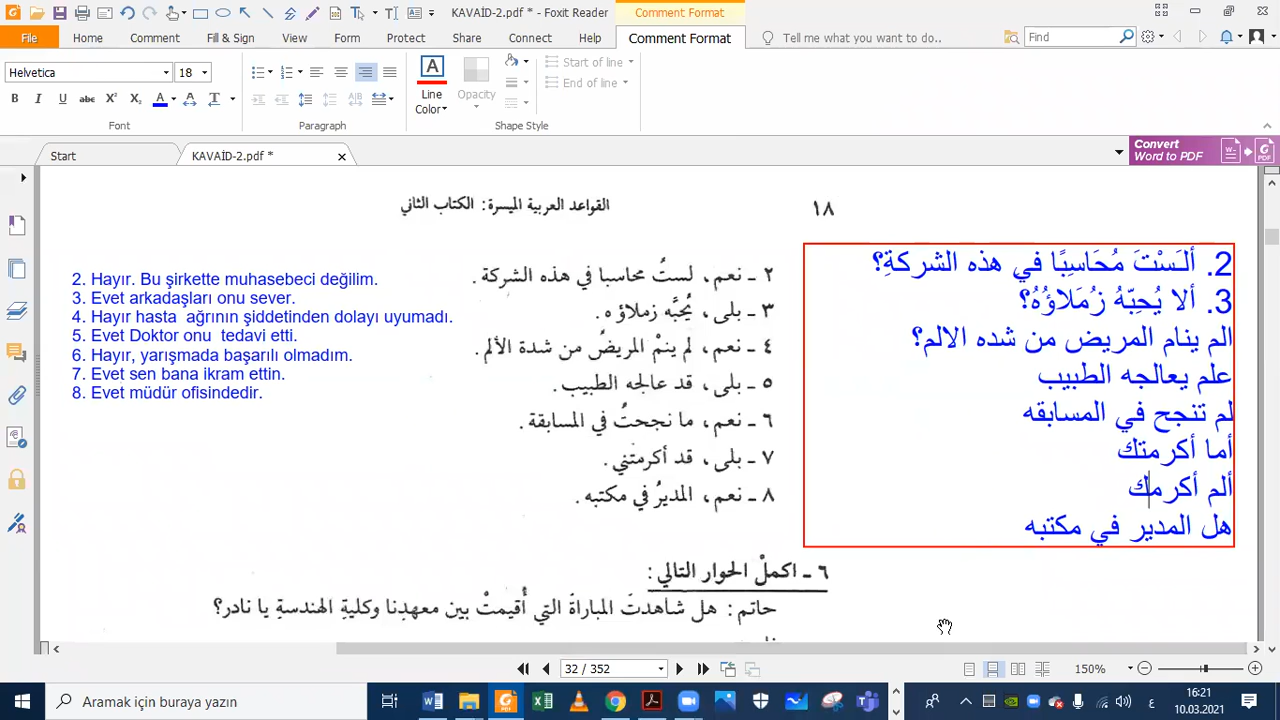 KAVAİD-2.pdf * - Foxit Reader
Comment Format
File
Home
Comment
Fill & Sign
View
Form
Protect
Share
Connect
Help
Comment Format
Tell me what you want to do..
Find
Helvetica
18
Line Color
Opacity
Start of line
End of line
Font
Paragraph
Shape Style
Start
KAVAİD-2.pdf *
Convert
Word to PDF
١٨
القواعد العربية الميسرة: الكتاب الثاني
2. Hayır. Bu şirkette muhasebeci değilim.
3. Evet arkadaşları onu sever.
4. Hayır hasta ağrının şiddetinden dolayı uyumadı.
5. Evet Doktor onu tedavi etti.
6. Hayır, yarışmada başarılı olmadım.
7. Evet sen bana ikram ettin.
8. Evet müdür ofisindedir.
٢ ـ نعم، لستُ محاسبا في هذه الشركة.
٣ ـ بلى، يُحبُّه زملاؤه.
٤ ـ نعم، لم ينمْ المريضُ من شدة الألم.
٥ ـ بلى، قد عالجه الطبيب.
٦ ـ نعم، ما نجحتُ في المسابقة.
٧ ـ بلى، قد أكرمتَني.
٨ ـ نعم، المديرُ في مكتبه.
2. ألَسْتَ مُحَاسِبًا في هذه الشركةِ؟
3. ألا يُحِبّهُ زُمَلاؤُهُ؟
الم ينام المريض من شده الالم؟
علم يعالجه الطبيب
لم تنجح في المسابقه
أما أكرمتك
ألم أكرمك
هل المدير في مكتبه
٦ ـ اكملْ الحوار التالي:
حاتم: هل شاهدتَ المباراةَ التي أُقيمتْ بين معهدِنا وكليةِ الهندسةِ يا نادر؟
32 / 352
150%
Aramak için buraya yazın
16:21
10.03.2021